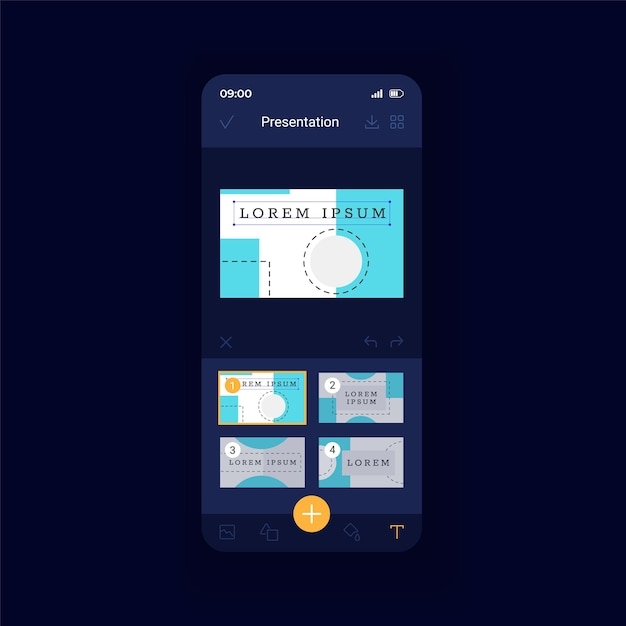 09:00
Presentation
LOREM IPSUM
1
LOREM IPSUM
2
LOREM
IPSUM
3
LOREM IPSUM
4
LOREM